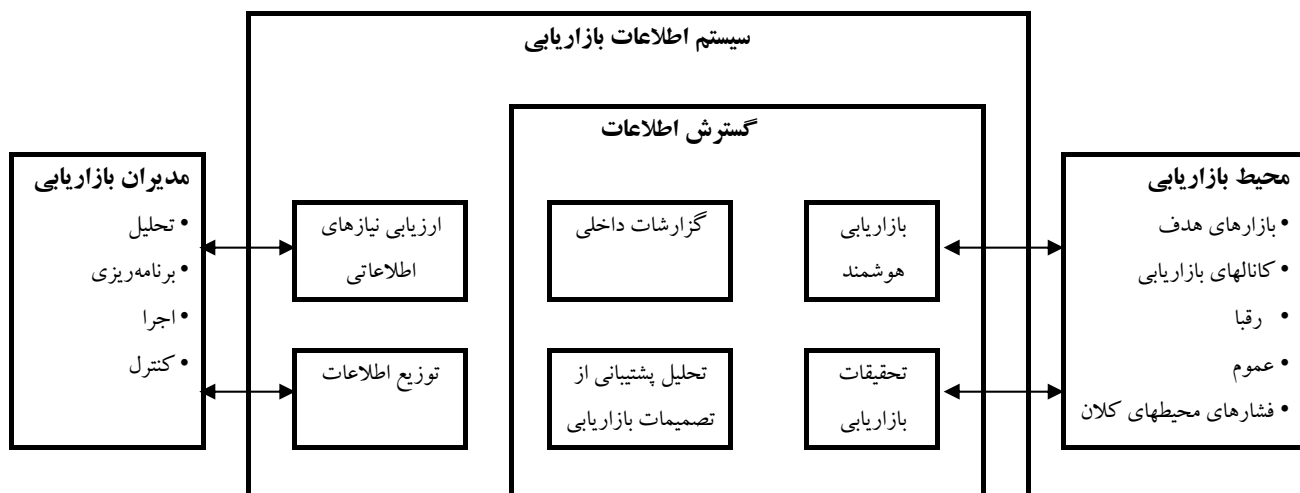 سیستم اطلاعات بازاریابی
گسترش اطلاعات
محیط بازاریابی
• بازارهای هدف
• کانالهای بازاریابی
• رقبا
• عموم
• فشارهای محیطهای کلان
بازاریابی
هوشمند
تحقیقات
بازاریابی
گزارشات داخلی
تحلیل پشتیبانی از
تصمیمات بازاریابی
ارزیابی نیازهای
اطلاعاتی
توزیع اطلاعات
مدیران بازاریابی
• تحلیل
• برنامه‌ریزی
• اجرا
• کنترل